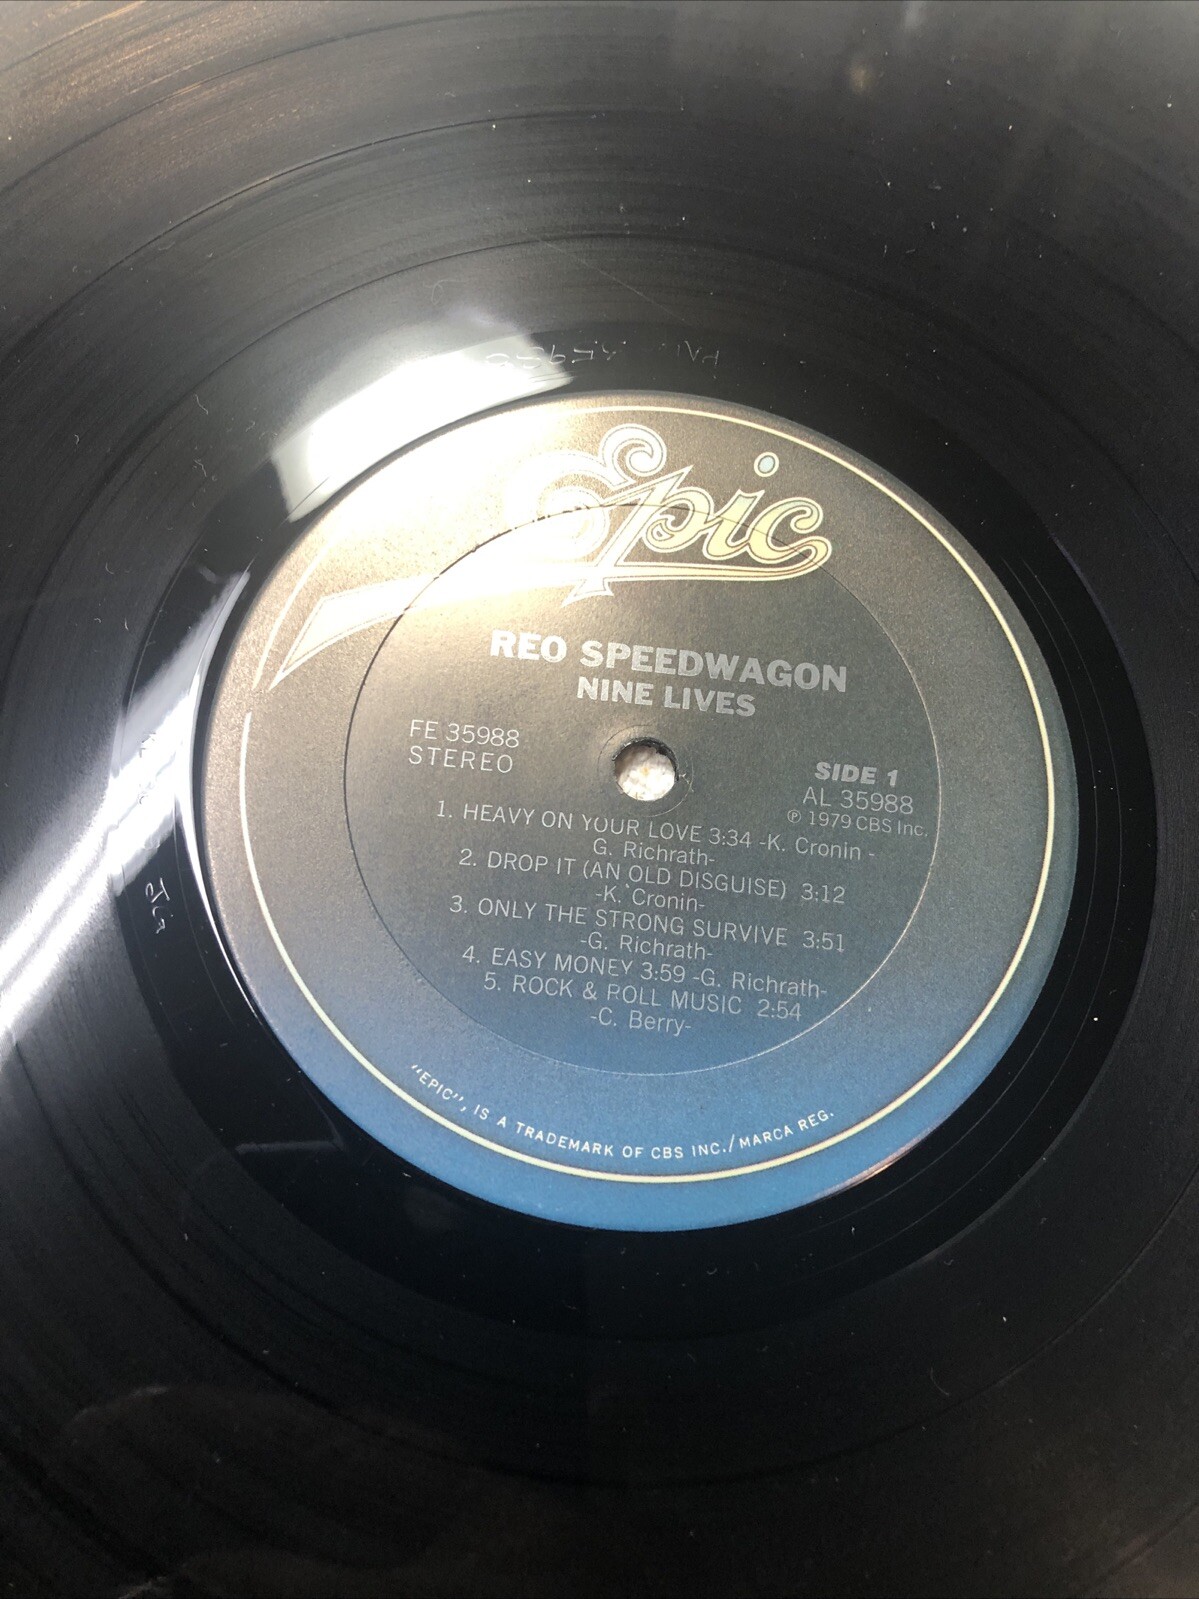 Epic
REO SPEEDWAGON
NINE LIVES
FE 35988
STEREO
SIDE 1
AL 35988
℗ 1979 CBS Inc.
1. HEAVY ON YOUR LOVE 3:34 -K. Cronin -
G. Richrath-
2. DROP IT (AN OLD DISGUISE) 3:12
-K. Cronin-
3. ONLY THE STRONG SURVIVE 3:51
-G. Richrath-
4. EASY MONEY 3:59 -G. Richrath-
5. ROCK & ROLL MUSIC 2:54
-C. Berry-
"EPIC", IS A TRADEMARK OF CBS INC./MARCA REG.